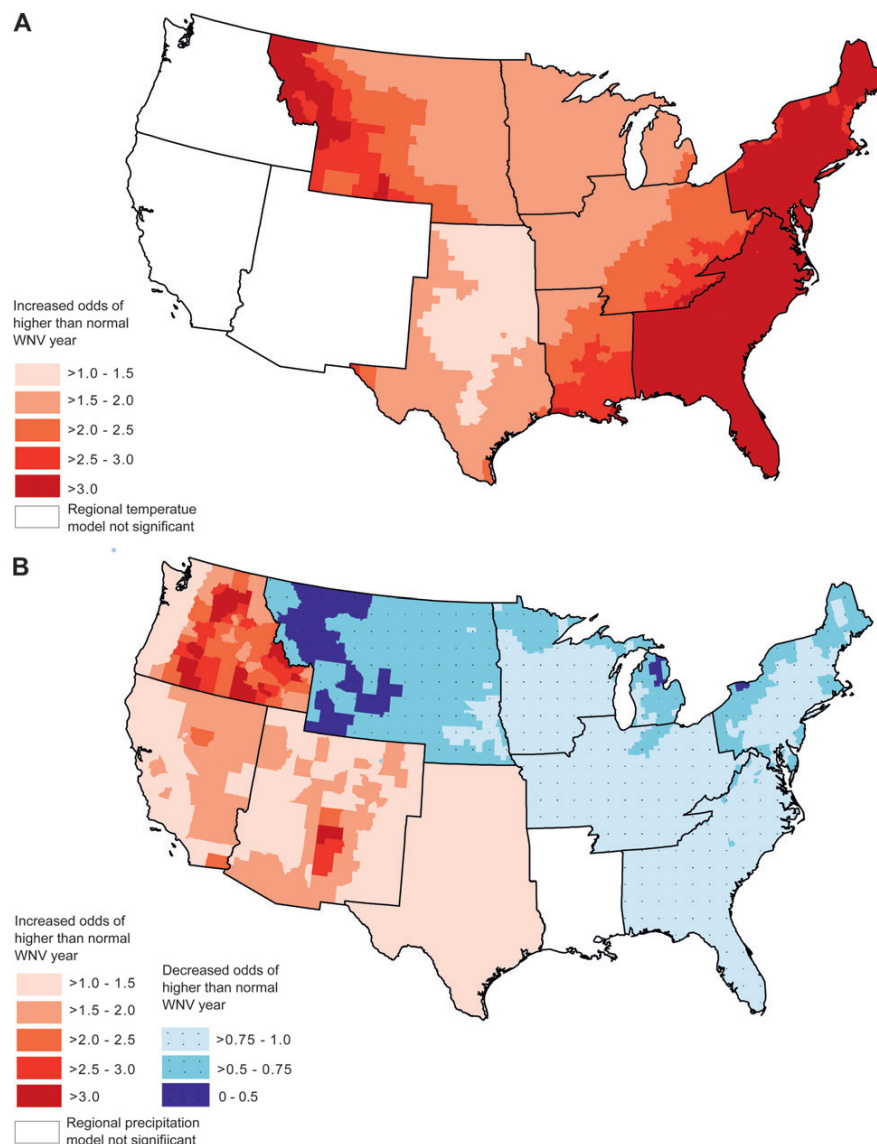 A
Increased odds of
higher than normal
WNV year
>1.0 - 1.5
>1.5 - 2.0
>2.0 - 2.5
>2.5 - 3.0
>3.0
Regional temperatue
model not significant
B
Increased odds of
higher than normal
WNV year
>1.0 - 1.5
>1.5 - 2.0
>2.0 - 2.5
>2.5 - 3.0
>3.0
Regional precipitation
model not signifiicant
Decreased odds of
higher than normal
WNV year
>0.75 - 1.0
>0.5 - 0.75
0 - 0.5